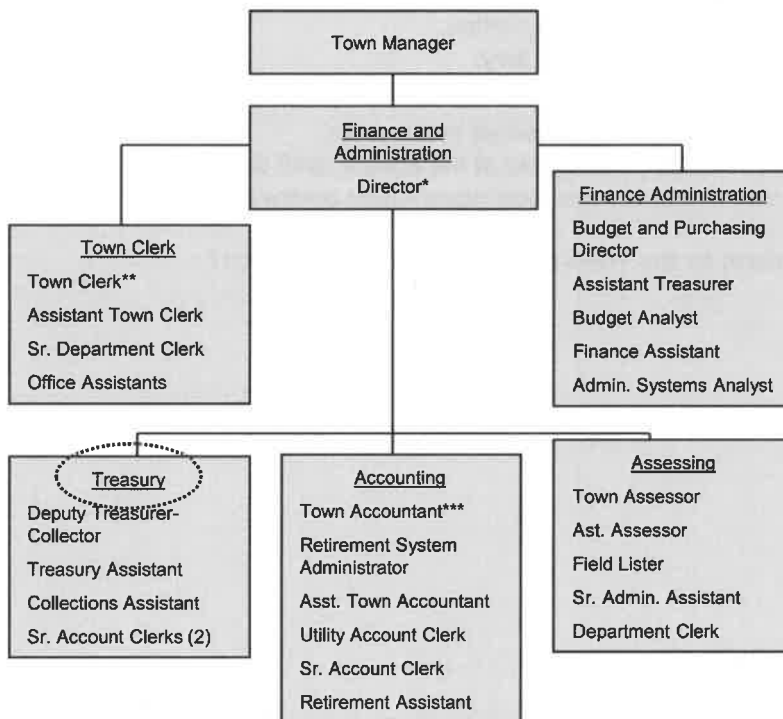 Town Manager
Finance and
Administration
Director*
Town Clerk
Town Clerk**
Assistant Town Clerk
Sr. Department Clerk
Office Assistants
Finance Administration
Budget and Purchasing
Director
Assistant Treasurer
Budget Analyst
Finance Assistant
Admin. Systems Analyst
Treasury
Deputy Treasurer-
Collector
Treasury Assistant
Collections Assistant
Sr. Account Clerks (2)
Accounting
Town Accountant***
Retirement System
Administrator
Asst. Town Accountant
Utility Account Clerk
Sr. Account Clerk
Retirement Assistant
Assessing
Town Assessor
Ast. Assessor
Field Lister
Sr. Admin. Assistant
Department Clerk